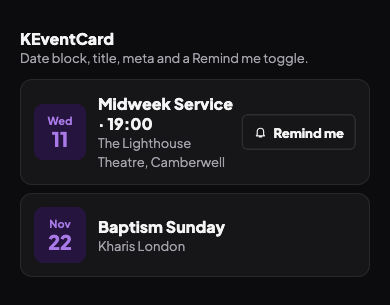 KEventCard
Date block, title, meta and a Remind me toggle.
Wed
11
Midweek Service
· 19:00
The Lighthouse
Theatre, Camberwell
Remind me
Nov
22
Baptism Sunday
Kharis London